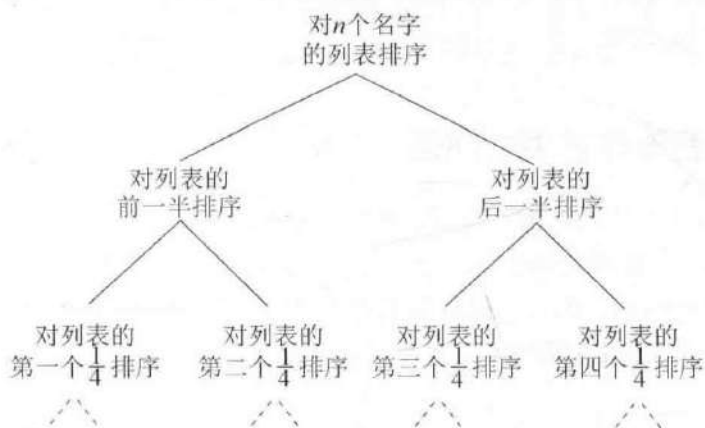 对n个名字
的列表排序
对列表的
前一半排序
对列表的
后一半排序
对列表的
第一个1/4排序
对列表的
第二个1/4排序
对列表的
第三个1/4排序
对列表的
第四个1/4排序